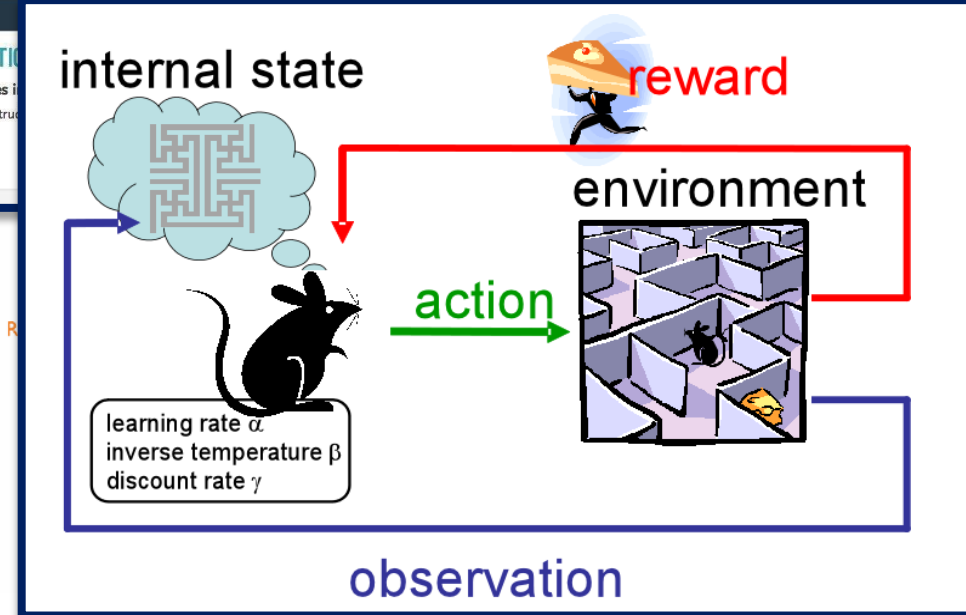 internal state
reward
environment
action
learning rate α
inverse temperature β
discount rate γ
observation